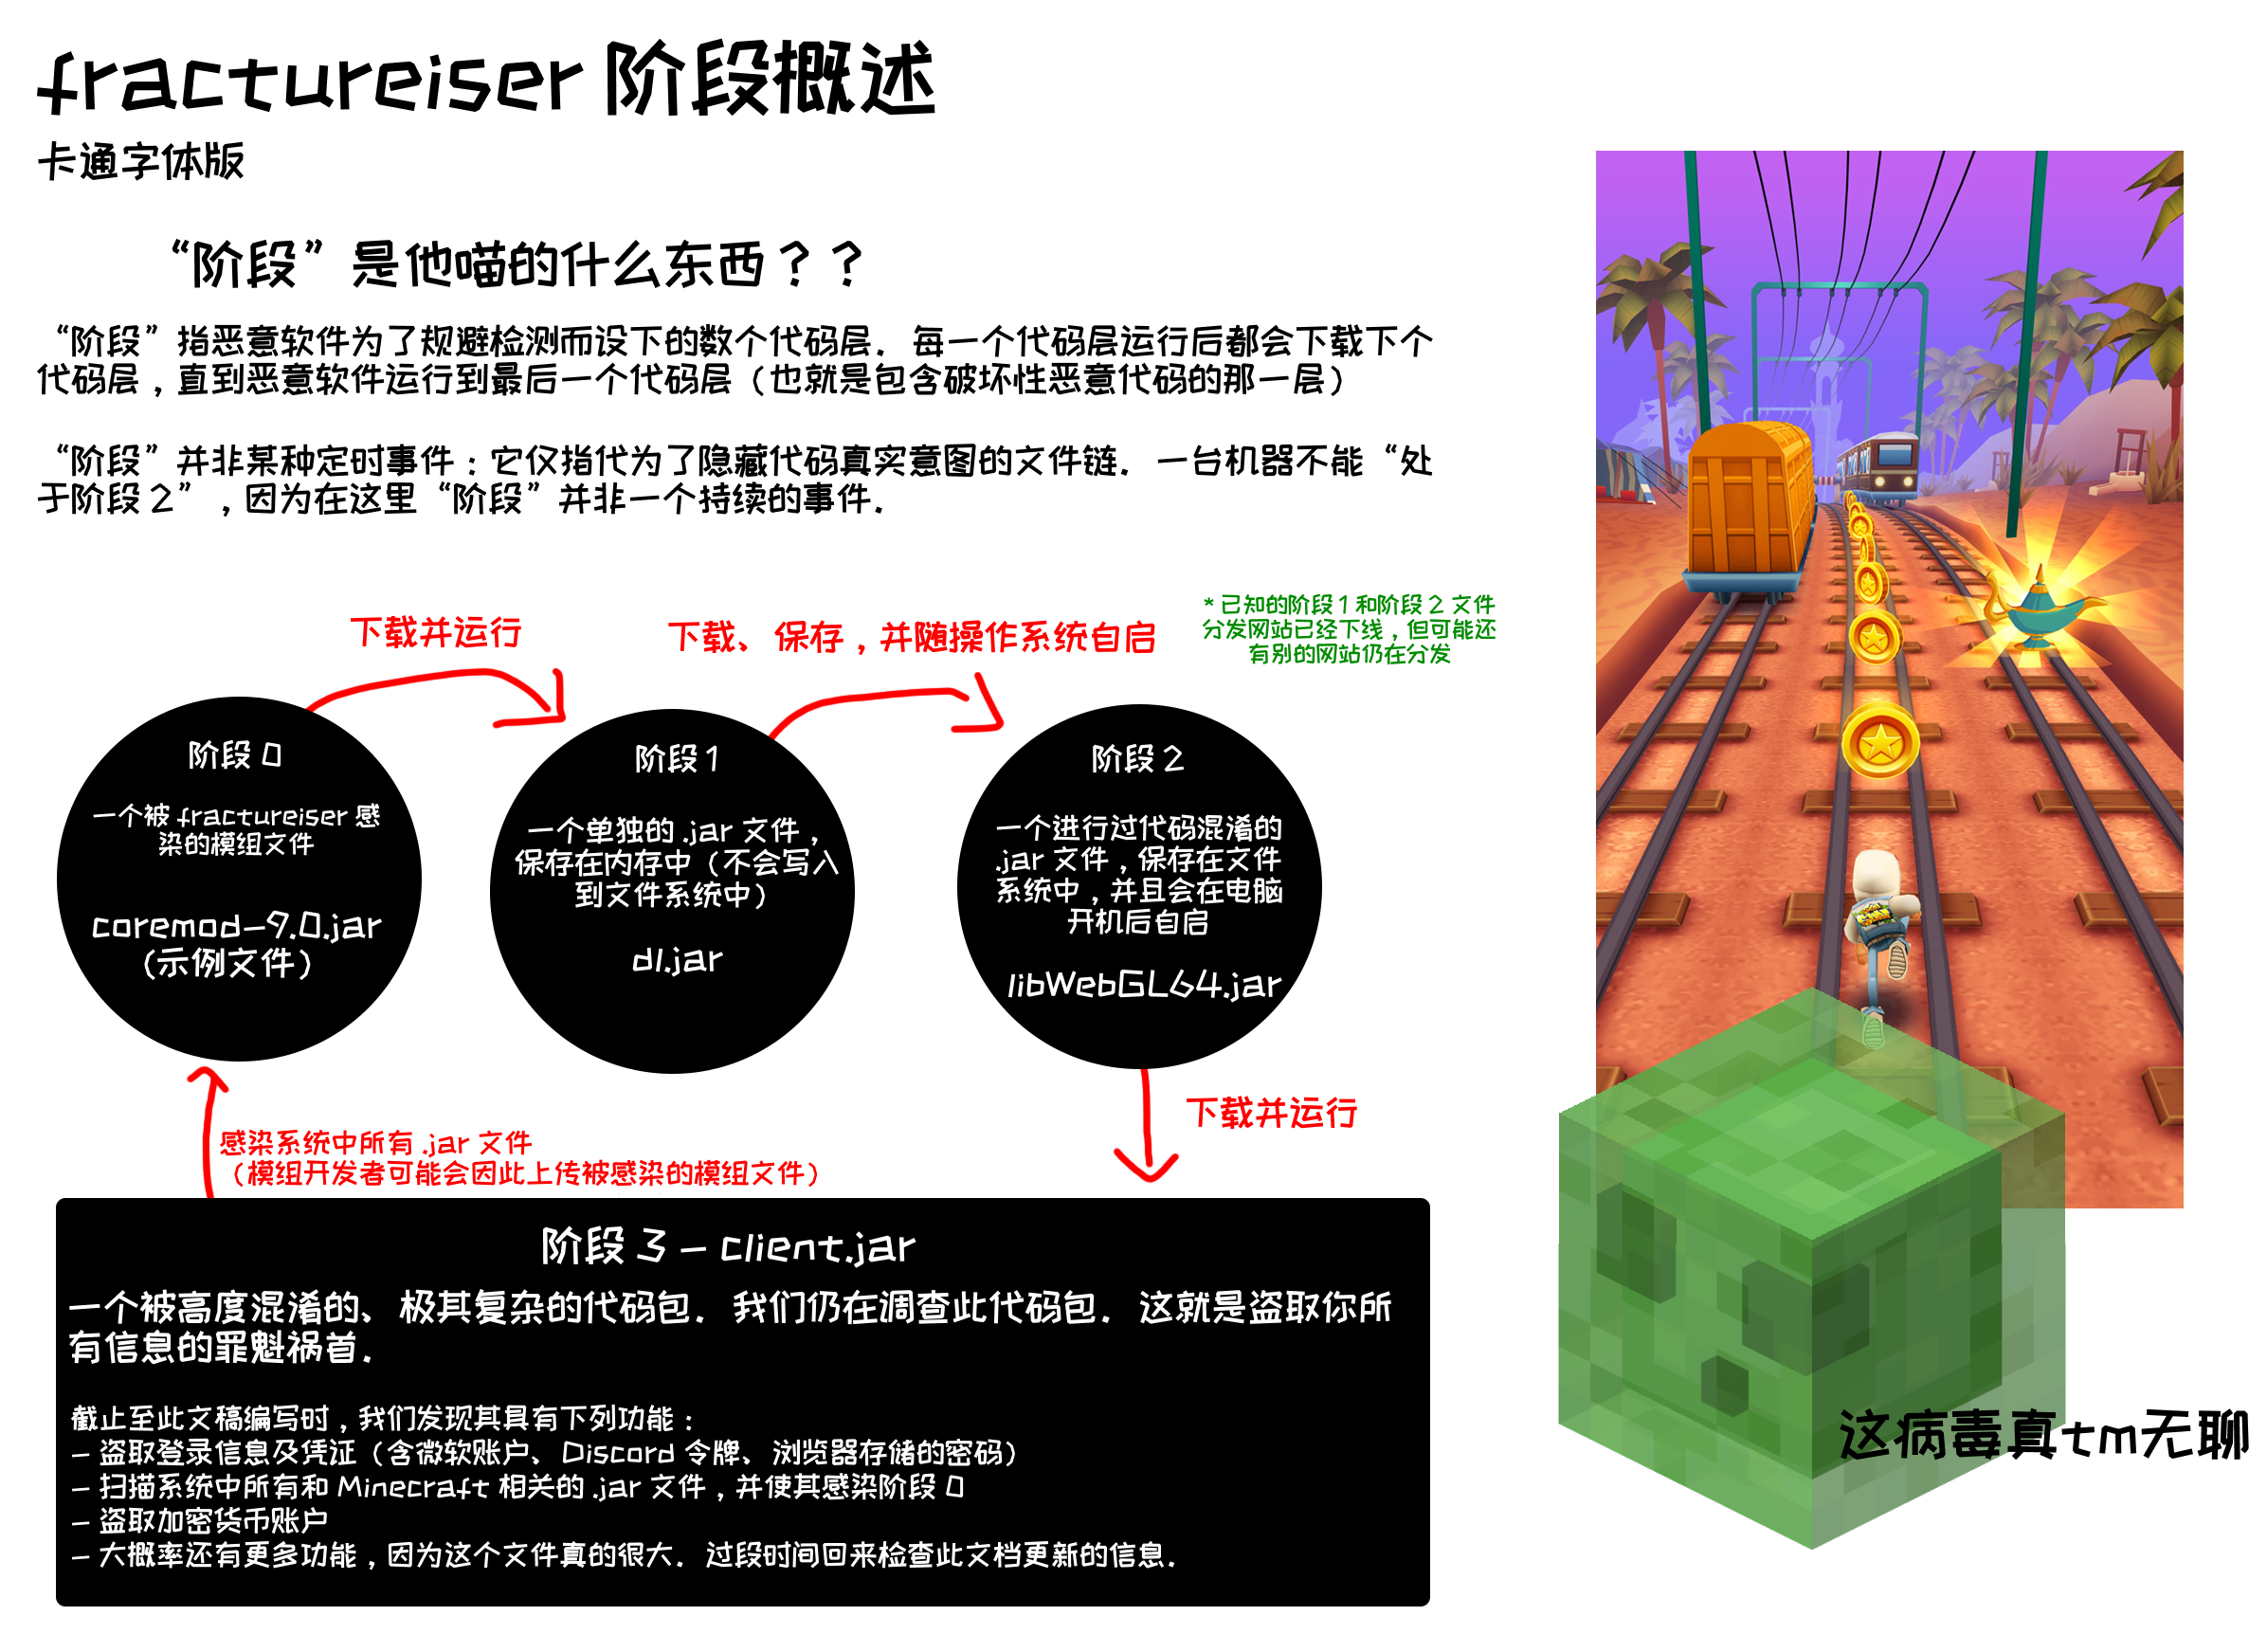 fractureiser 阶段概述
卡通字体版
“阶段”是他喵的什么东西？？
“阶段”指恶意软件为了规避检测而设下的数个代码层．每一个代码层运行后都会下载下个
代码层，直到恶意软件运行到最后一个代码层（也就是包含破坏性恶意代码的那一层）
“阶段”并非某种定时事件：它仅指代为了隐藏代码真实意图的文件链．一台机器不能“处
于阶段 2”，因为在这里“阶段”并非一个持续的事件．
下载并运行
下载、保存，并随操作系统自启
* 已知的阶段 1 和阶段 2 文件
分发网站已经下线，但可能还
有别的网站仍在分发
阶段 0
一个被 fractureiser 感
染的模组文件
coremod-9.0.jar
（示例文件）
阶段 1
一个单独的 .jar 文件，
保存在内存中（不会写入
到文件系统中）
dl.jar
阶段 2
一个进行过代码混淆的
.jar 文件，保存在文件
系统中，并且会在电脑
开机后自启
libWebGL64.jar
下载并运行
感染系统中所有 .jar 文件
（模组开发者可能会因此上传被感染的模组文件）
阶段 3 - client.jar
一个被高度混淆的、极其复杂的代码包．我们仍在调查此代码包．这就是盗取你所
有信息的罪魁祸首．
截止至此文稿编写时，我们发现其具有下列功能：
- 盗取登录信息及凭证（含微软账户、Discord 令牌、浏览器存储的密码）
- 扫描系统中所有和 Minecraft 相关的 .jar 文件，并使其感染阶段 0
- 盗取加密货币账户
- 大概率还有更多功能，因为这个文件真的很大．过段时间回来检查此文档更新的信息．
这病毒真tm无聊